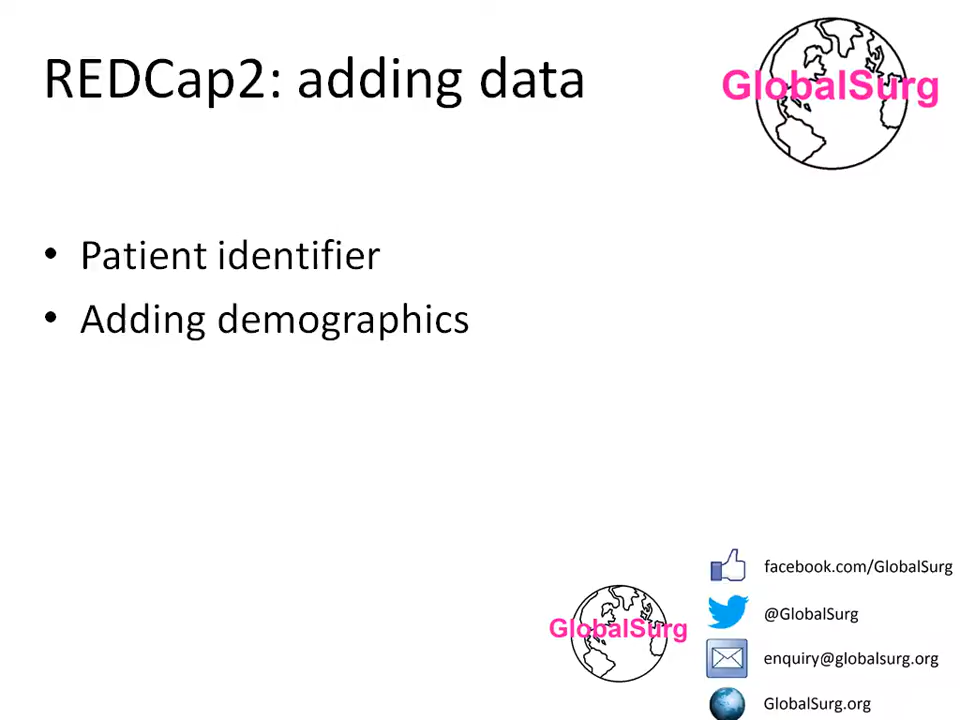 REDCap2: adding data
GlobalSurg
• Patient identifier
• Adding demographics
GlobalSurg
facebook.com/GlobalSurg
@GlobalSurg
enquiry@globalsurg.org
GlobalSurg.org